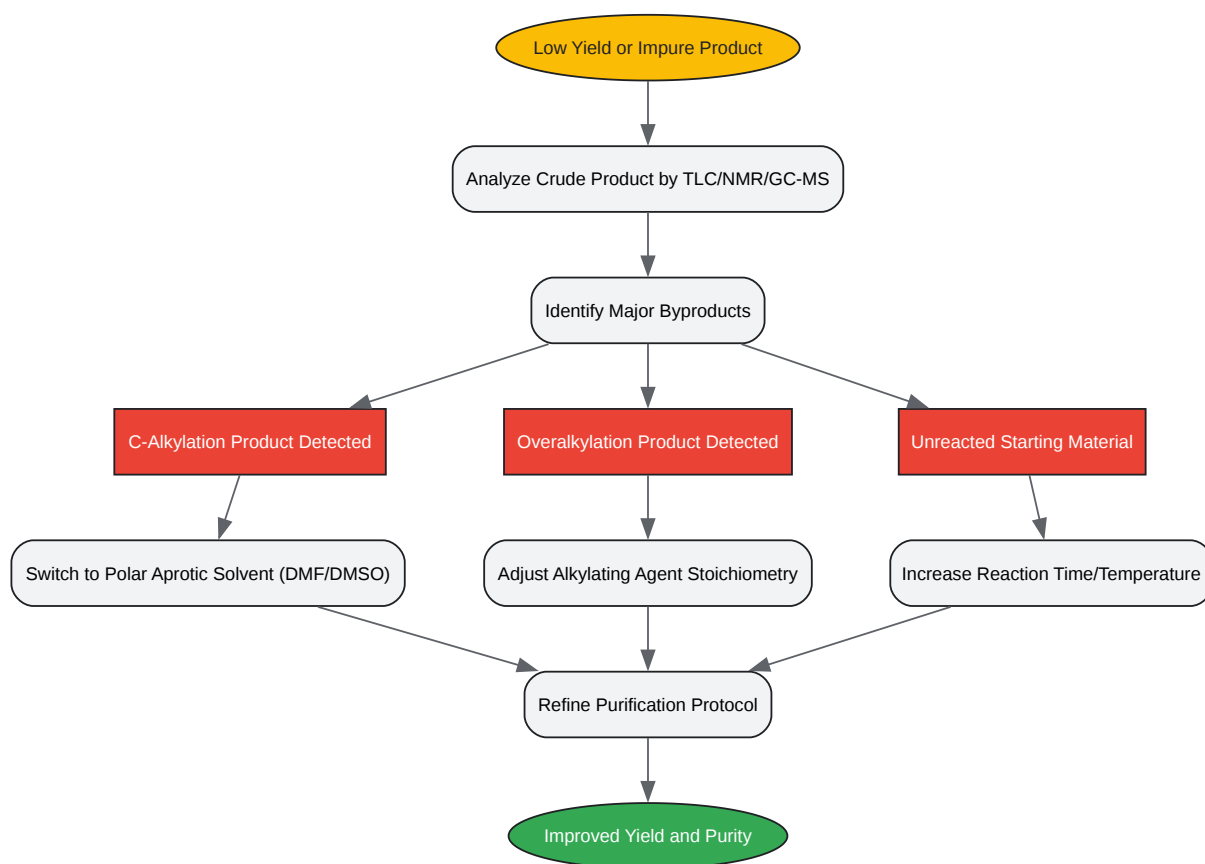 Low Yield or Impure Product
Analyze Crude Product by TLC/NMR/GC-MS
Identify Major Byproducts
C-Alkylation Product Detected
Overalkylation Product Detected
Unreacted Starting Material
Switch to Polar Aprotic Solvent (DMF/DMSO)
Adjust Alkylating Agent Stoichiometry
Increase Reaction Time/Temperature
Refine Purification Protocol
Improved Yield and Purity